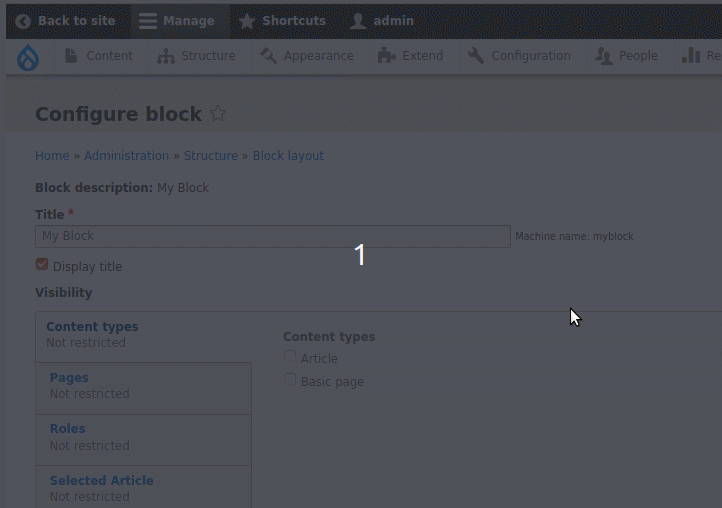 Back to site Manage Shortcuts admin
Content Structure Appearance Extend Configuration People Re
Configure block
Home » Administration » Structure » Block layout
Block description: My Block
Title *
My Block Machine name: myblock
1
Display title
Visibility
Content types
Not restricted
Pages
Not restricted
Roles
Not restricted
Selected Article
Not restricted
Content types
Article
Basic page